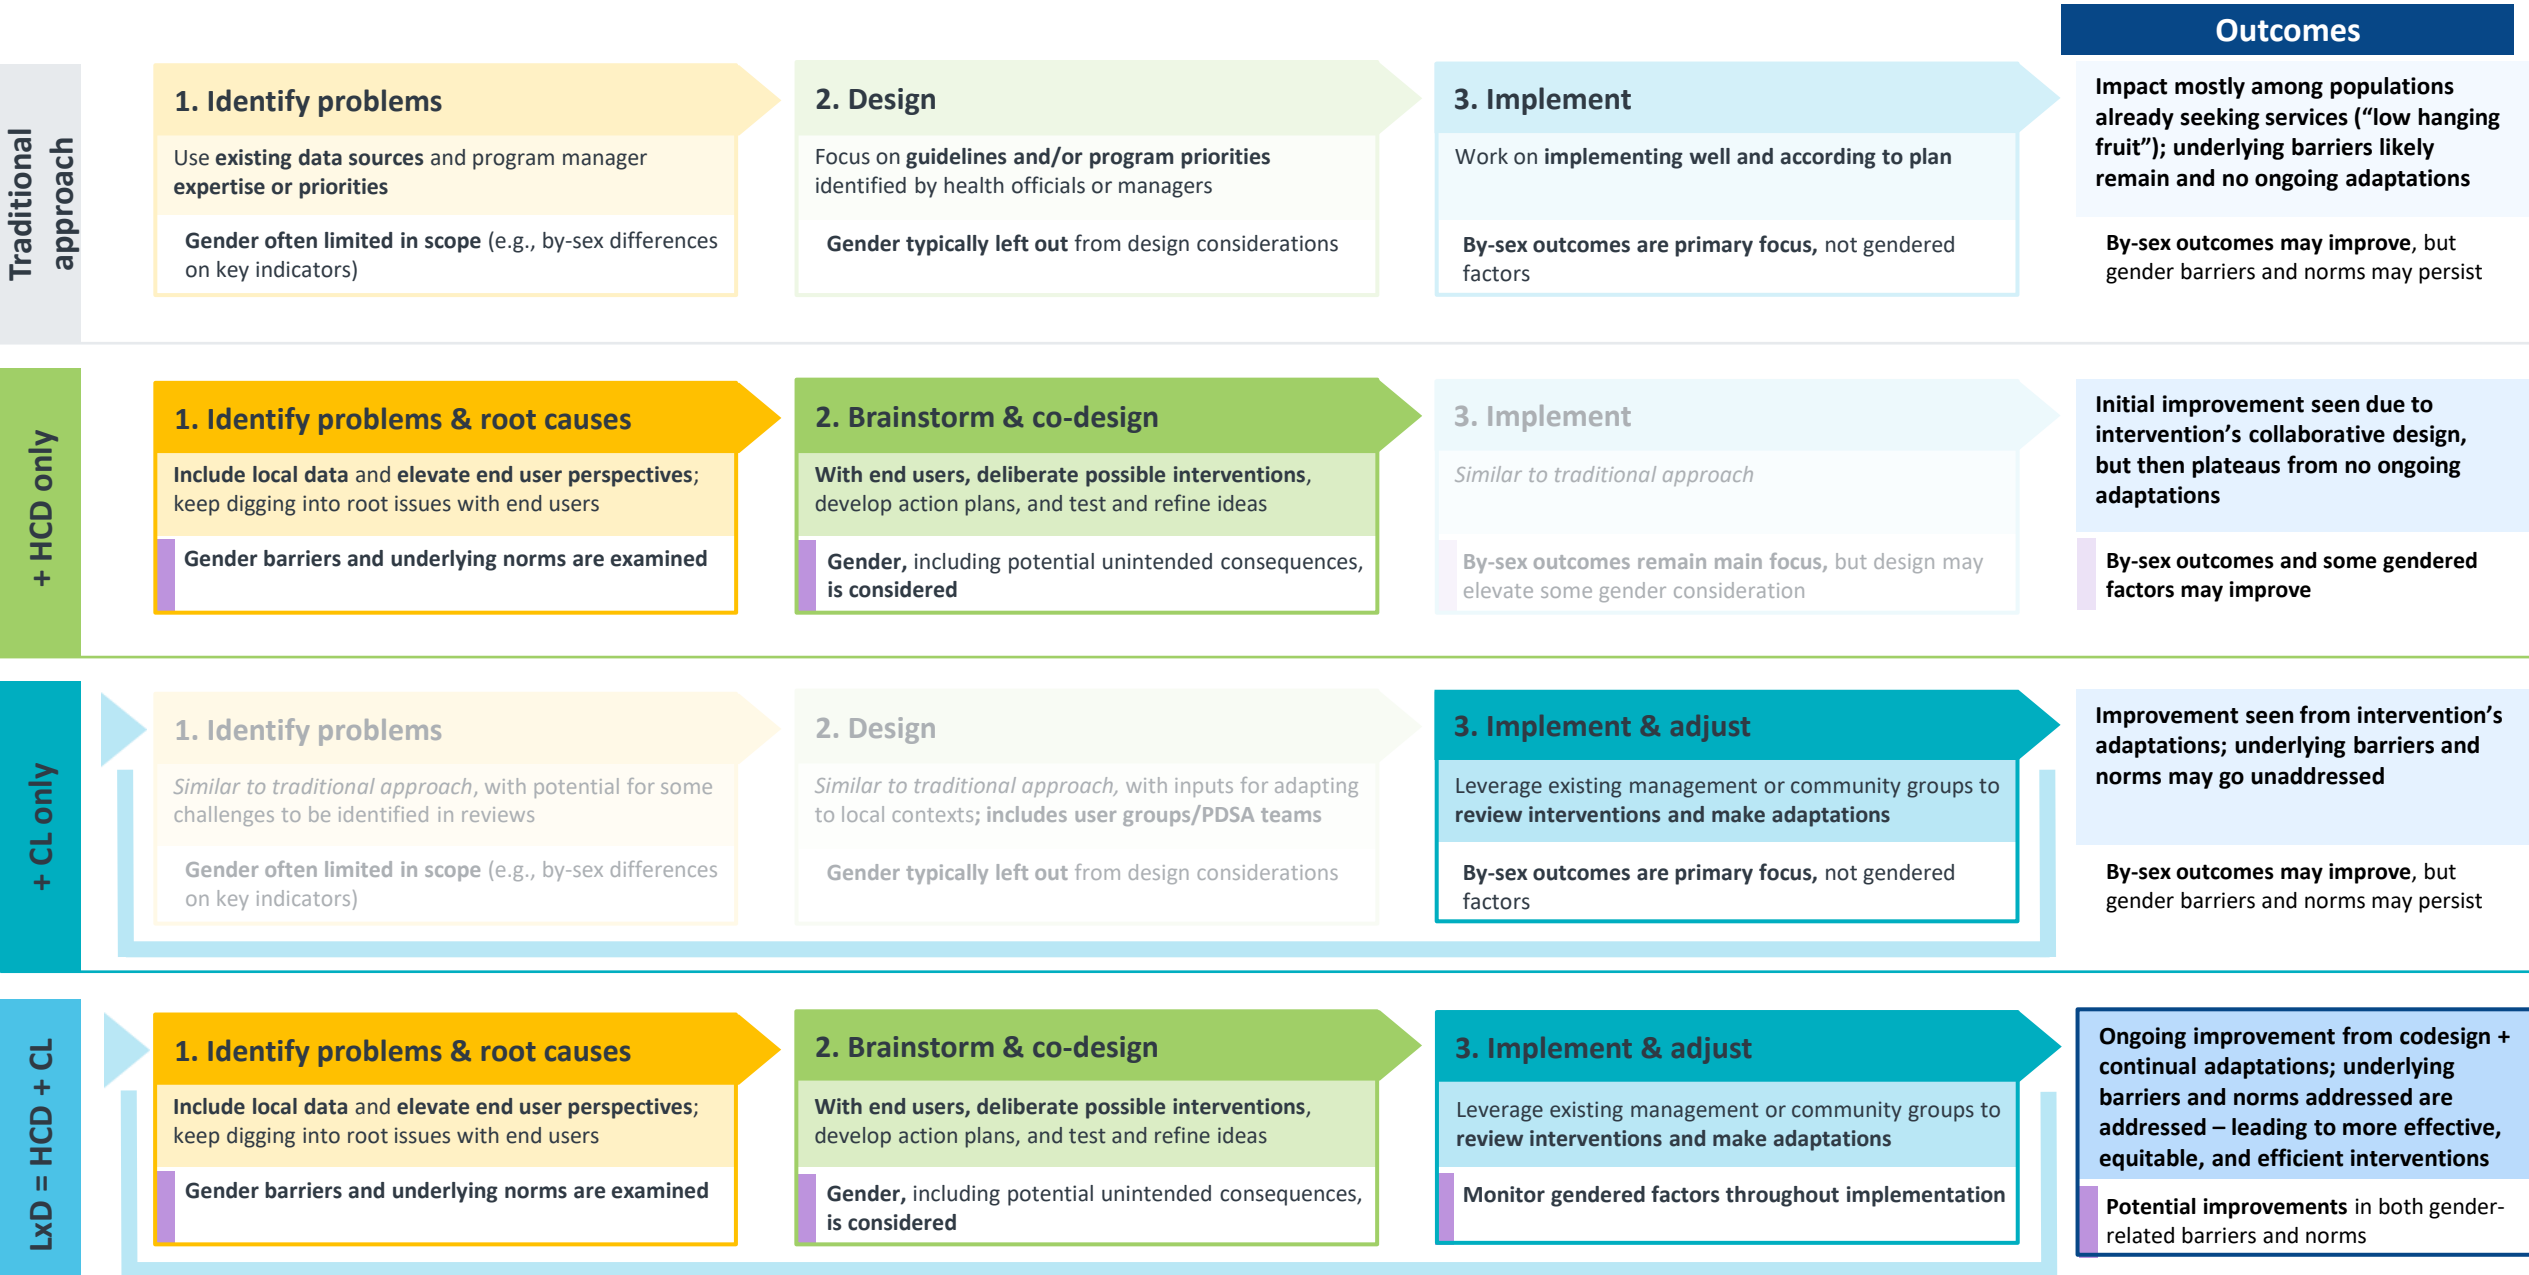 Outcomes
Traditional
approach
1. Identify problems
Use existing data sources and program manager
expertise or priorities
Gender often limited in scope (e.g., by-sex differences
on key indicators)
2. Design
Focus on guidelines and/or program priorities
identified by health officials or managers
Gender typically left out from design considerations
3. Implement
Work on implementing well and according to plan
By-sex outcomes are primary focus, not gendered
factors
Impact mostly among populations
already seeking services (“low hanging
fruit”); underlying barriers likely
remain and no ongoing adaptations
By-sex outcomes may improve, but
gender barriers and norms may persist
+ HCD only
1. Identify problems & root causes
Include local data and elevate end user perspectives;
keep digging into root issues with end users
Gender barriers and underlying norms are examined
2. Brainstorm & co-design
With end users, deliberate possible interventions,
develop action plans, and test and refine ideas
Gender, including potential unintended consequences,
is considered
3. Implement
Similar to traditional approach
By-sex outcomes remain main focus, but design may
elevate some gender consideration
Initial improvement seen due to
intervention’s collaborative design,
but then plateaus from no ongoing
adaptations
By-sex outcomes and some gendered
factors may improve
+ CL only
1. Identify problems
Similar to traditional approach, with potential for some
challenges to be identified in reviews
Gender often limited in scope (e.g., by-sex differences
on key indicators)
2. Design
Similar to traditional approach, with inputs for adapting
to local contexts; includes user groups/PDSA teams
Gender typically left out from design considerations
3. Implement & adjust
Leverage existing management or community groups to
review interventions and make adaptations
By-sex outcomes are primary focus, not gendered
factors
Improvement seen from intervention’s
adaptations; underlying barriers and
norms may go unaddressed
By-sex outcomes may improve, but
gender barriers and norms may persist
LxD = HCD + CL
1. Identify problems & root causes
Include local data and elevate end user perspectives;
keep digging into root issues with end users
Gender barriers and underlying norms are examined
2. Brainstorm & co-design
With end users, deliberate possible interventions,
develop action plans, and test and refine ideas
Gender, including potential unintended consequences,
is considered
3. Implement & adjust
Leverage existing management or community groups to
review interventions and make adaptations
Monitor gendered factors throughout implementation
Ongoing improvement from codesign +
continual adaptations; underlying
barriers and norms addressed are
addressed – leading to more effective,
equitable, and efficient interventions
Potential improvements in both gender-
related barriers and norms